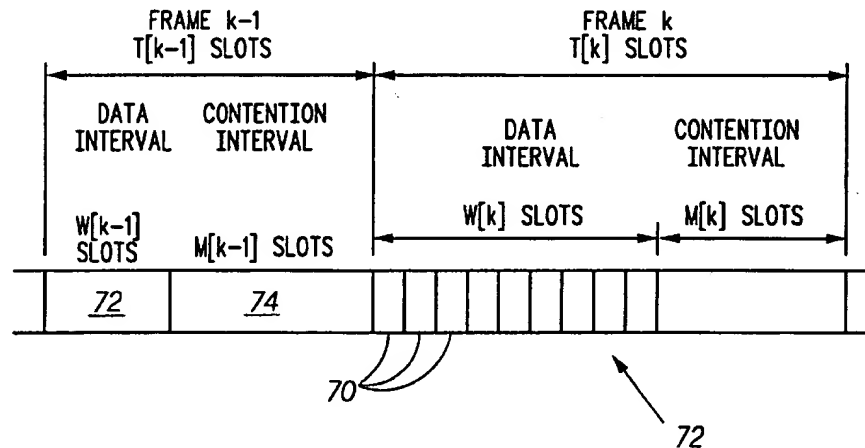 FRAME k-1
T[k-1] SLOTS
FRAME k
T[k] SLOTS
DATA
INTERVAL
CONTENTION
INTERVAL
DATA
INTERVAL
CONTENTION
INTERVAL
W[k-1]
SLOTS
M[k-1] SLOTS
W[k] SLOTS
M[k] SLOTS
72
74
70
72